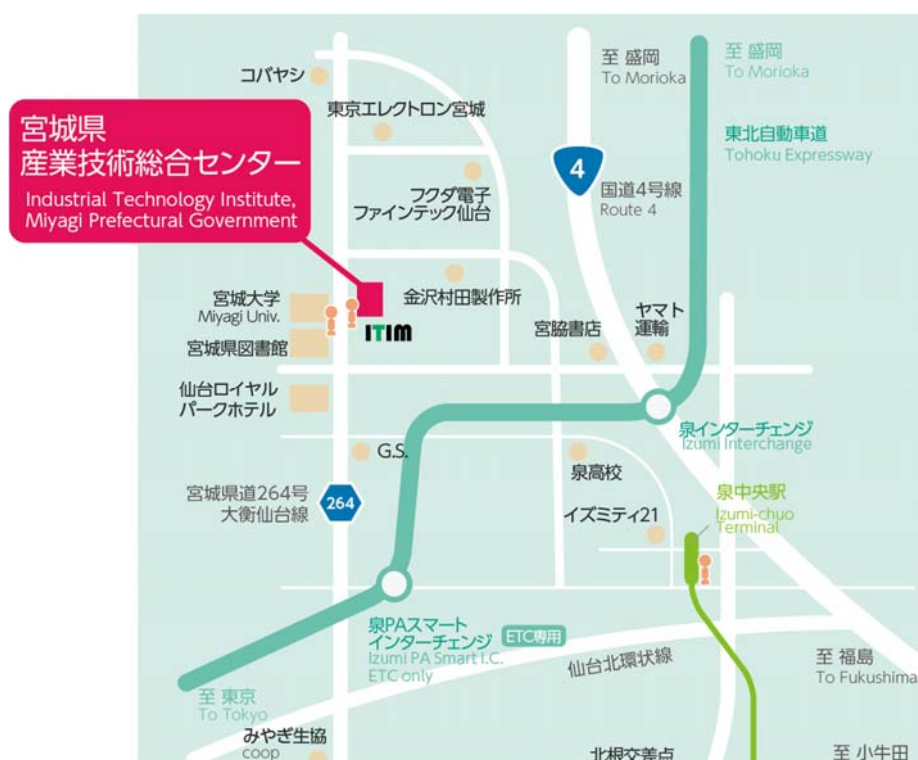 至 盛岡
To Morioka
至 盛岡
To Morioka
コバヤシ
東京エレクトロン宮城
宮城県
産業技術総合センター
Industrial Technology Institute,
Miyagi Prefectural Government
東北自動車道
Tohoku Expressway
4
国道4号線
Route 4
フクダ電子
ファインテック仙台
宮城大学
Miyagi Univ.
金沢村田製作所
ITIM
宮城県図書館
宮脇書店
ヤマト
運輸
仙台ロイヤル
パークホテル
泉インターチェンジ
Izumi Interchange
G.S.
泉高校
宮城県道264号
大衡仙台線
264
イズミティ21
泉中央駅
Izumi-chuo
Terminal
泉PAスマート
インターチェンジ
ETC専用
Izumi PA Smart I.C.
ETC only
仙台北環状線
至 福島
To Fukushima
至 東京
To Tokyo
みやぎ生協
coop
北根交差点
至 小牛田